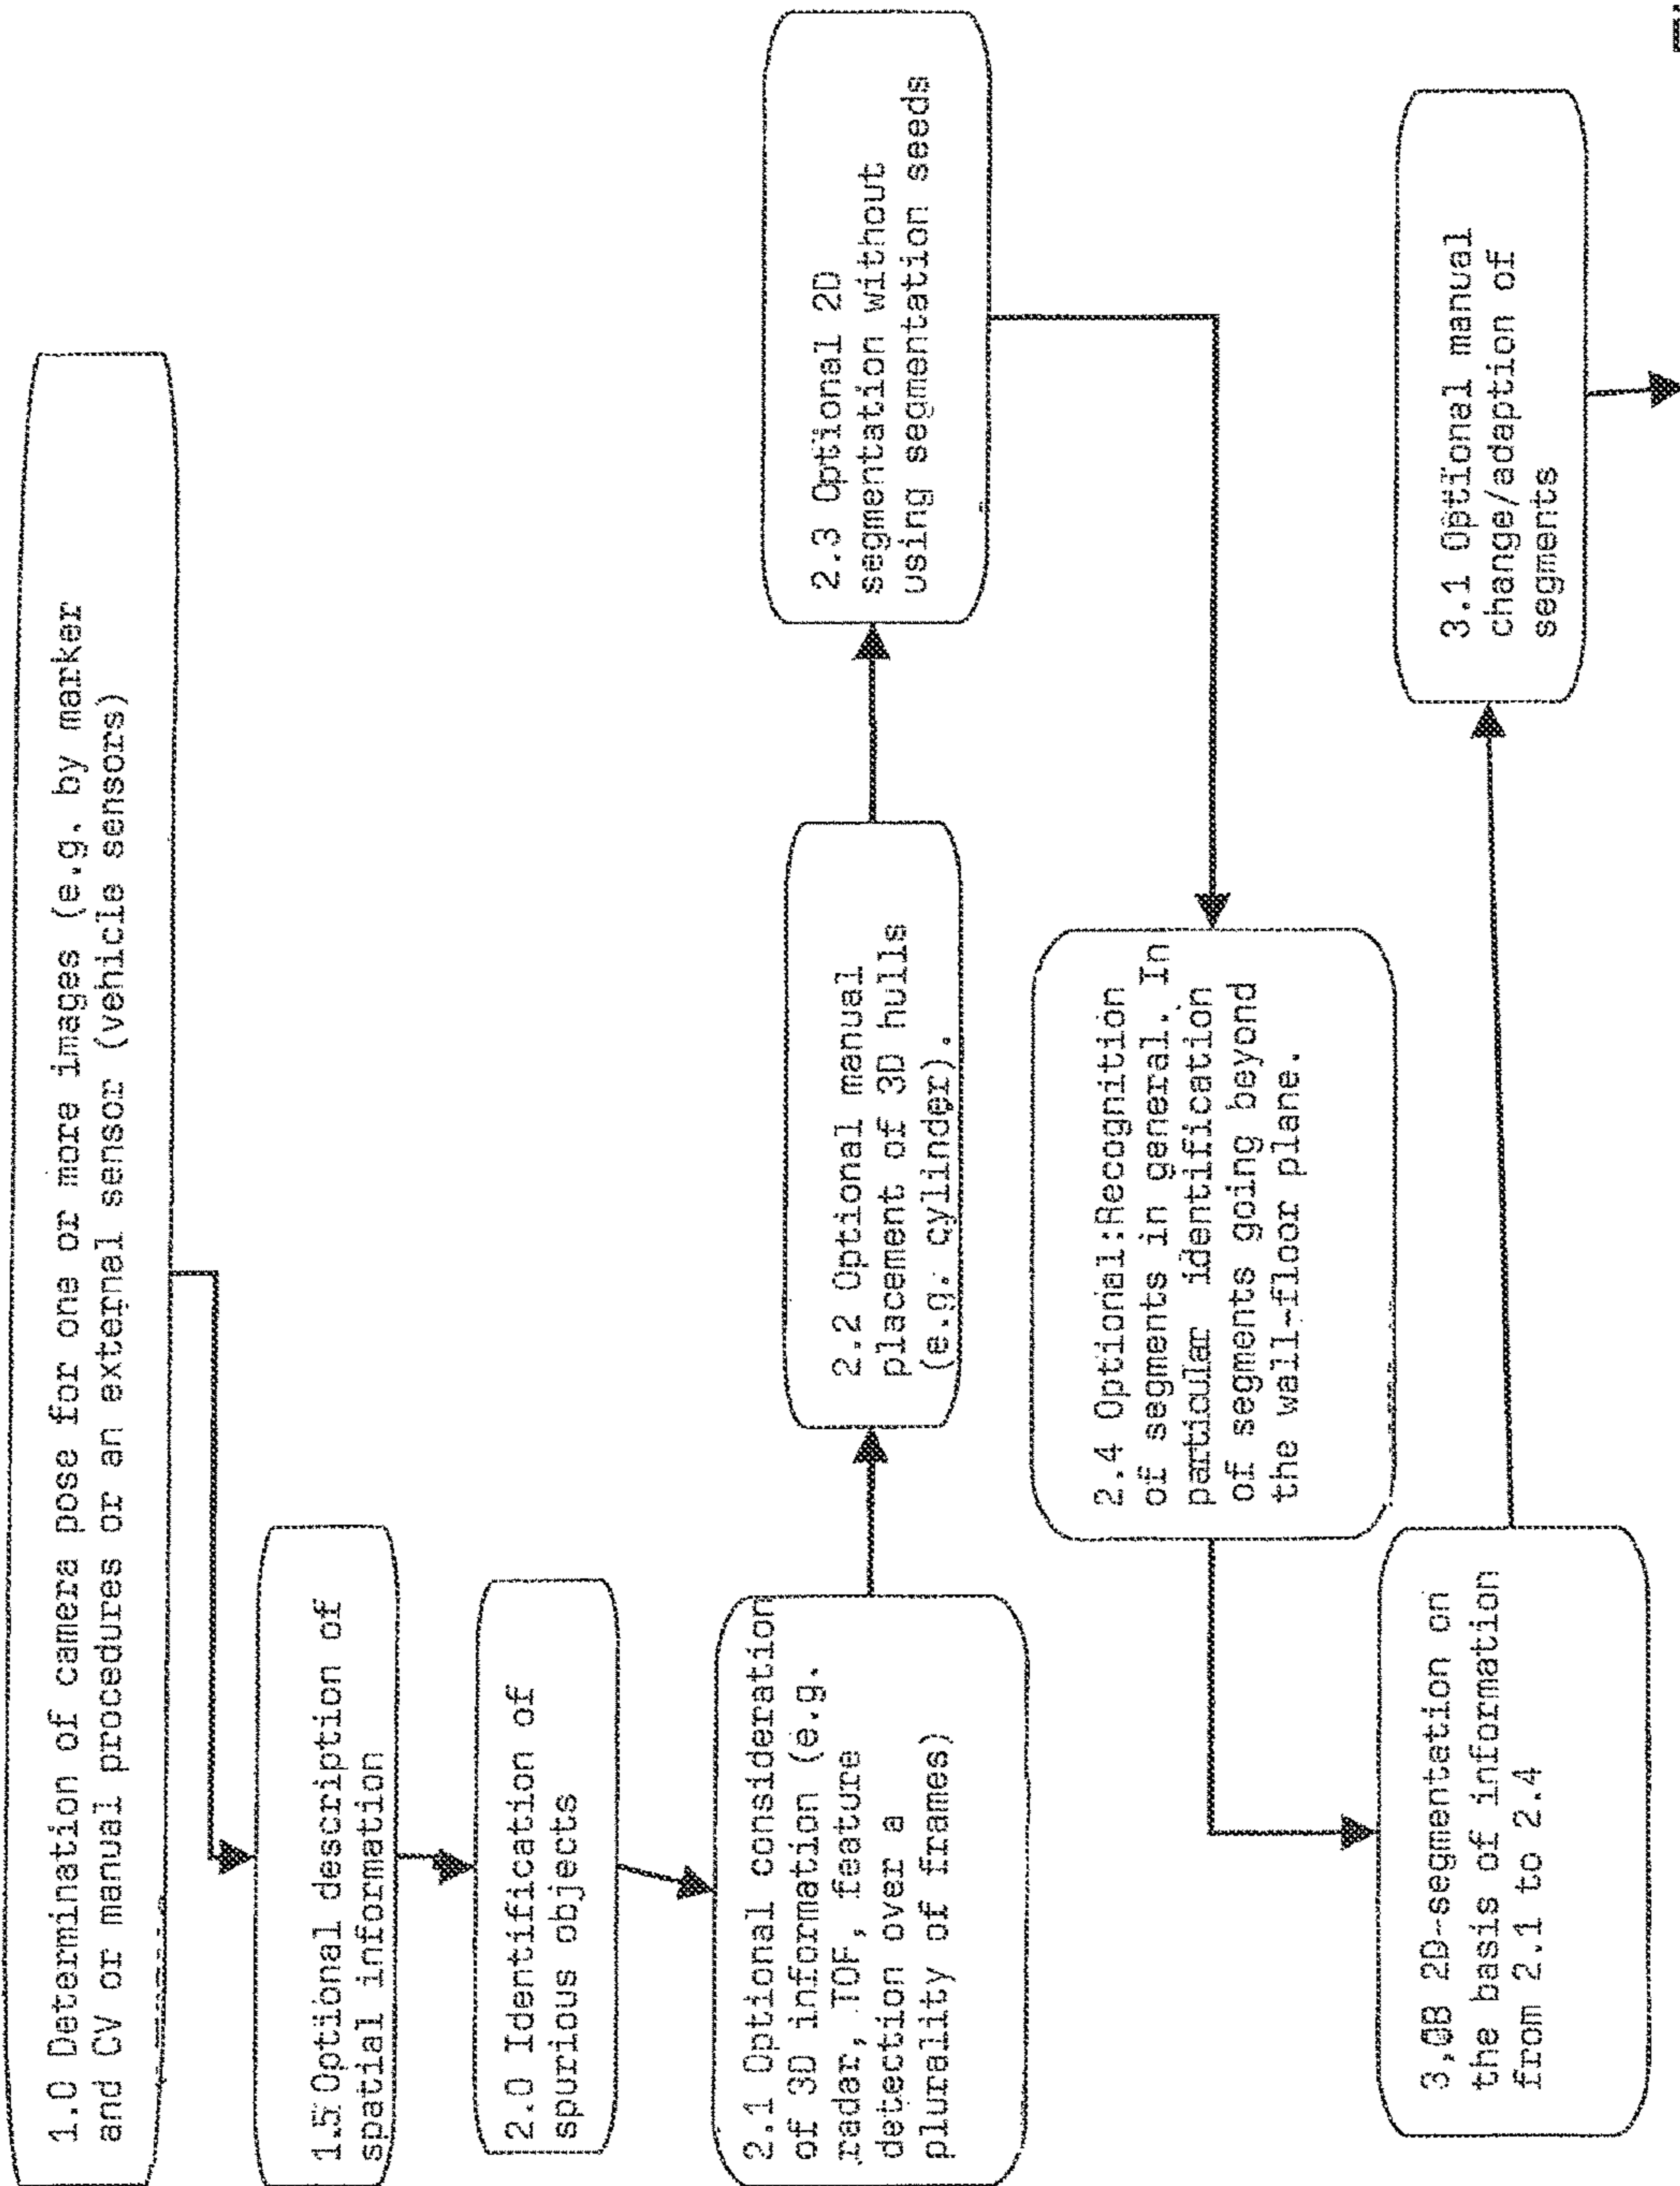 1.0 Determination of camera pose for one or more images (e.g. by marker
and CV or manual procedures or an external sensor (vehicle sensors)
1.5 Optional description of
spatial information
2.0 Identification of
spurious objects
2.1 Optional consideration
of 3D information (e.g.
radar, TOF, feature
detection over a
plurality of frames)
2.2 Optional manual
placement of 3D hulls
(e.g. cylinder).
2.3 Optional 2D
segmentation without
using segmentation seeds
2.4 Optional:Recognition
of segments in general. In
particular identification
of segments going beyond
the wall-floor plane.
3.0B 2D-segmentation on
the basis of information
from 2.1 to 2.4
3.1 Optional manual
change/adaption of
segments